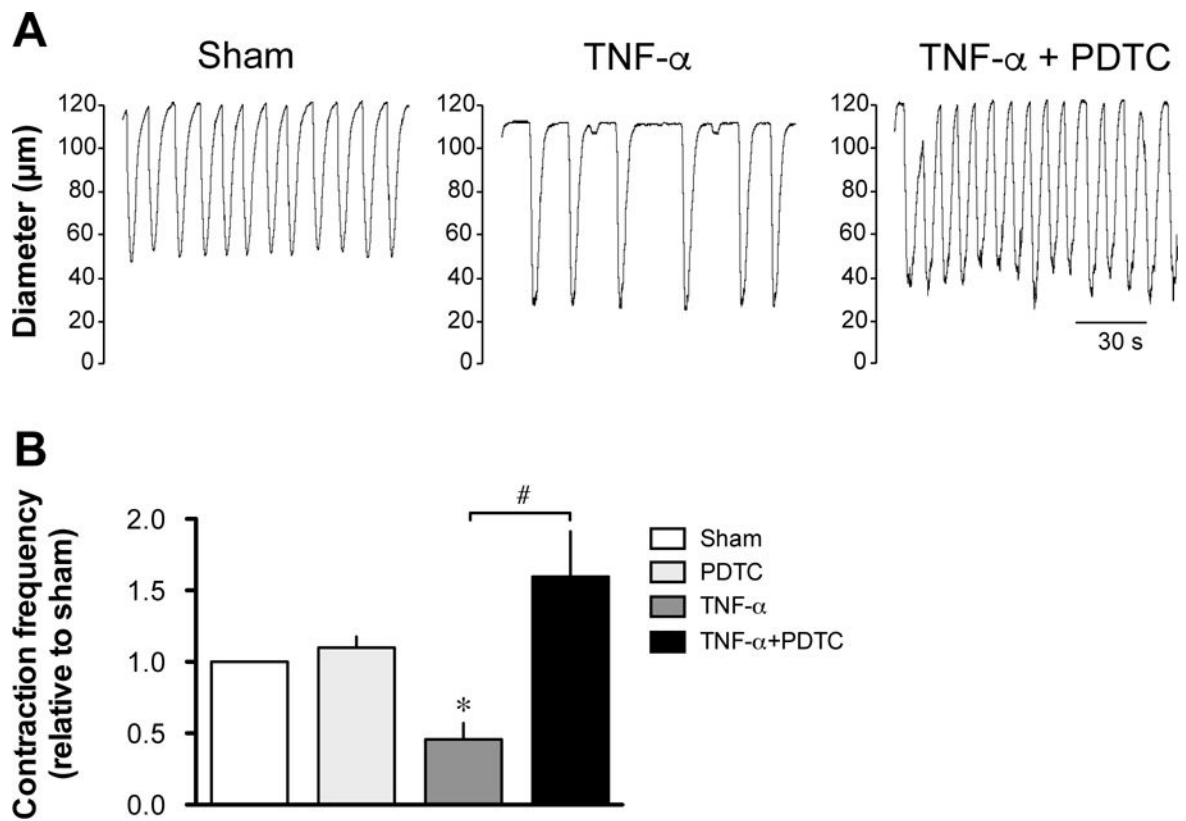 A
Sham
TNF-α
TNF-α + PDTC
Diameter (μm)
120
100
80
60
40
20
0
120
100
80
60
40
20
0
120
100
80
60
40
20
0
30 s
B
Contraction frequency
(relative to sham)
2.0
1.5
1.0
0.5
0.0
*
#
Sham
PDTC
TNF-α
TNF-α+PDTC